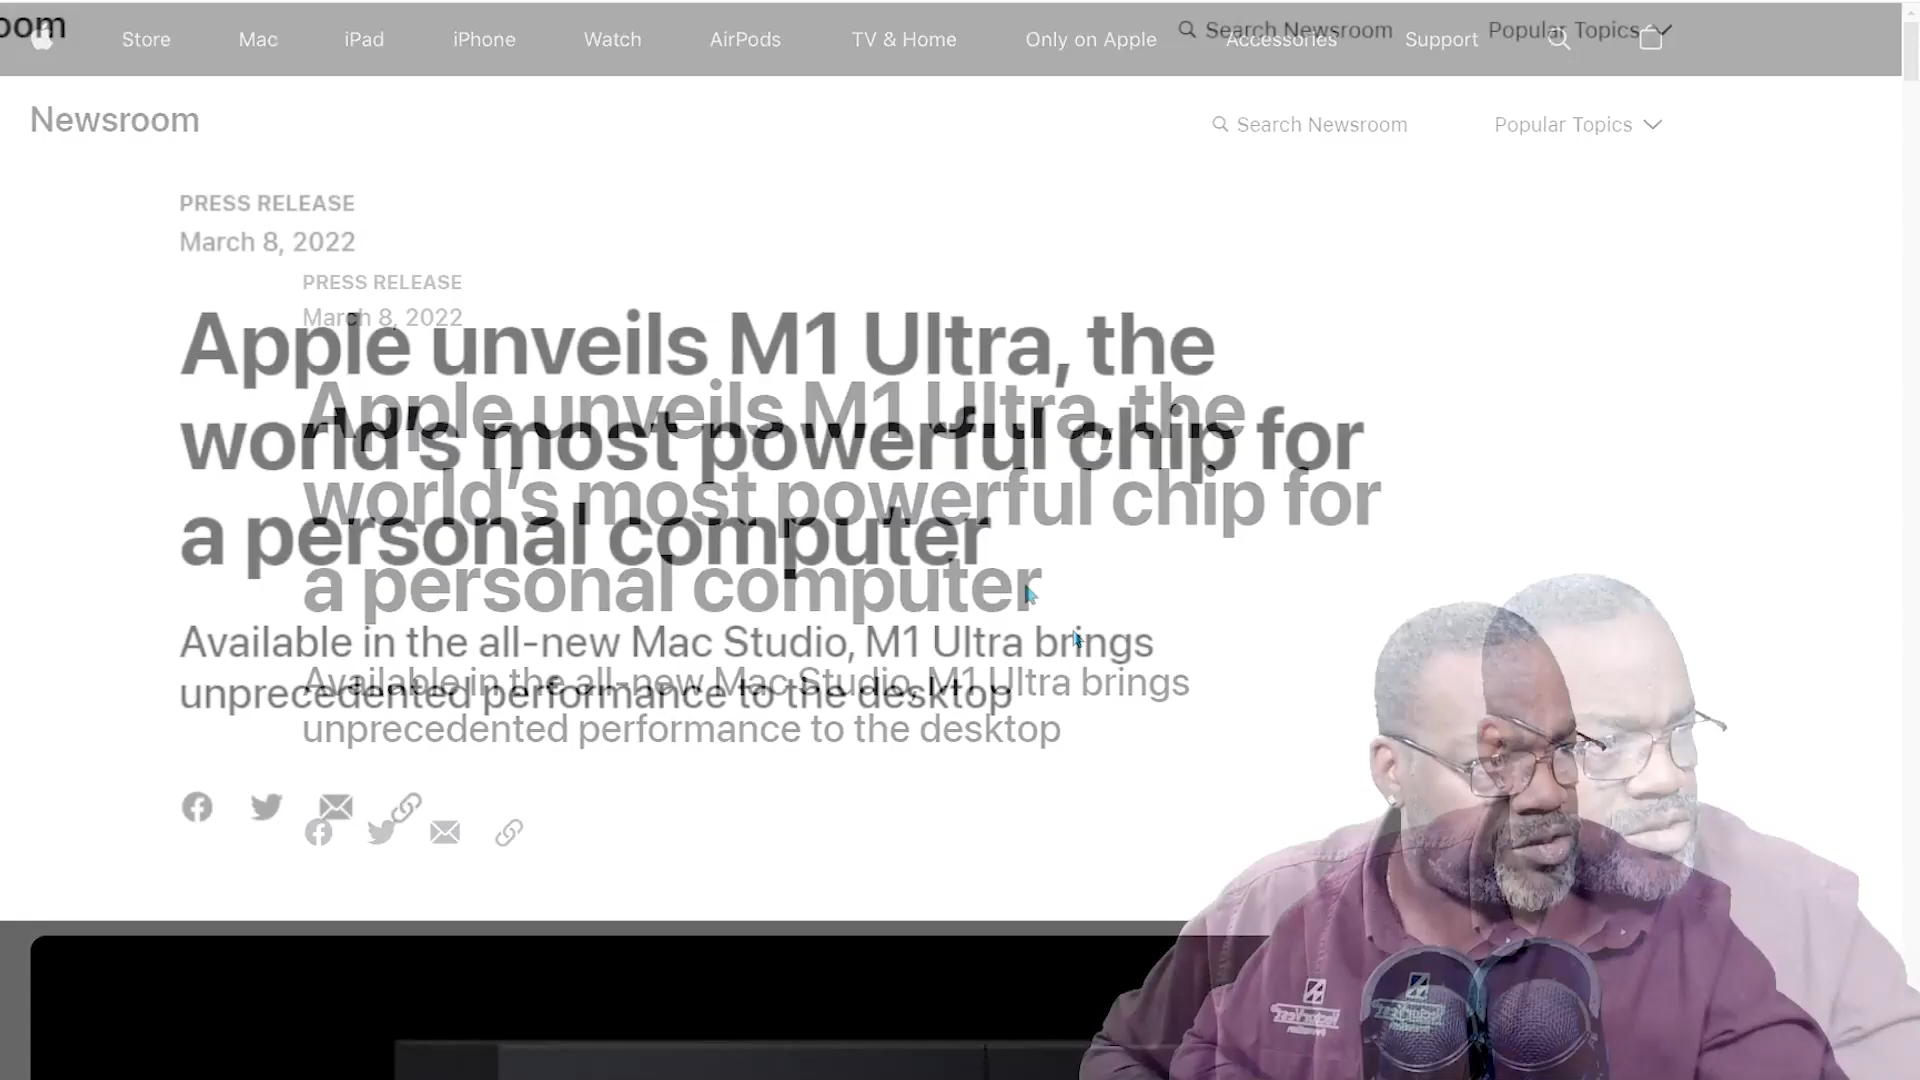 oom
Search Newsroom
Popular Topics
Store
Mac
iPad
iPhone
Watch
AirPods
TV & Home
Only on Apple
Accessories
Support
Newsroom
Search Newsroom
Popular Topics
PRESS RELEASE
March 8, 2022
PRESS RELEASE
March 8, 2022
Apple unveils M1 Ultra, the
world's most powerful chip for
a personal computer
Apple unveils M1 Ultra, the
world's most powerful chip for
a personal computer
Available in the all-new Mac Studio, M1 Ultra brings
unprecedented performance to the desktop
Available in the all-new Mac Studio, M1 Ultra brings
unprecedented performance to the desktop